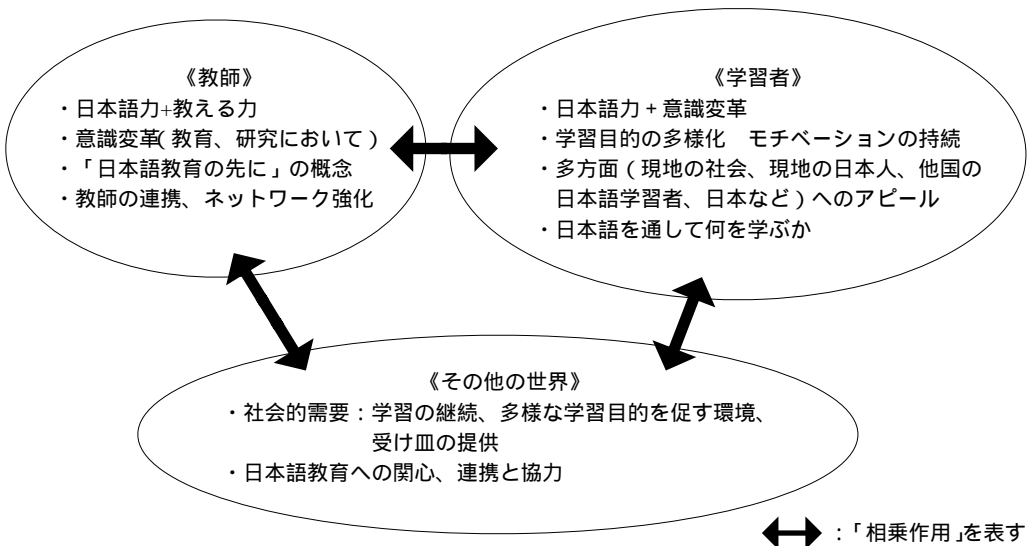 《教師》
・日本語力+教える力
・意識変革(教育、研究において)
・「日本語教育の先に」の概念
・教師の連携、ネットワーク強化
《学習者》
・日本語力+意識変革
・学習目的の多様化　モチベーションの持続
・多方面(現地の社会、現地の日本人、他国の
日本語学習者、日本など)へのアピール
・日本語を通して何を学ぶか
《その他の世界》
・社会的需要:学習の継続、多様な学習目的を促す環境、
受け皿の提供
・日本語教育への関心、連携と協力
:「相乗作用」を表す